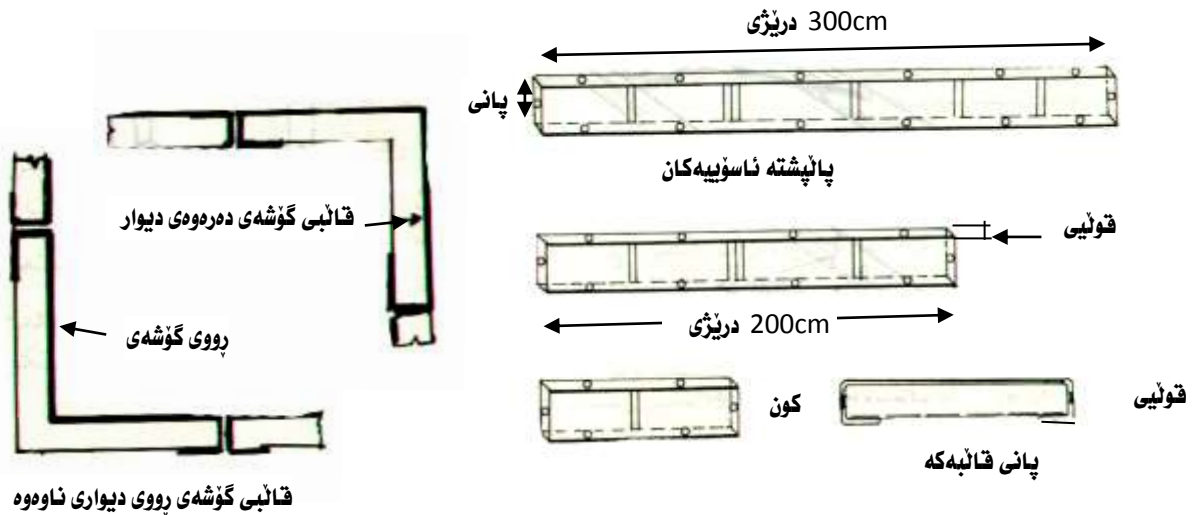 300cm درێژی
پانی
پاڵپشتە ئاسۆییەکان
قاڵبی گۆشەی دەرەوەی دیوار
قوڵیی
200cm درێژی
ڕووی گۆشەی
کون
قوڵیی
پانی قاڵبەکە
قاڵبی گۆشەی ڕووی دیواری ناوەوە